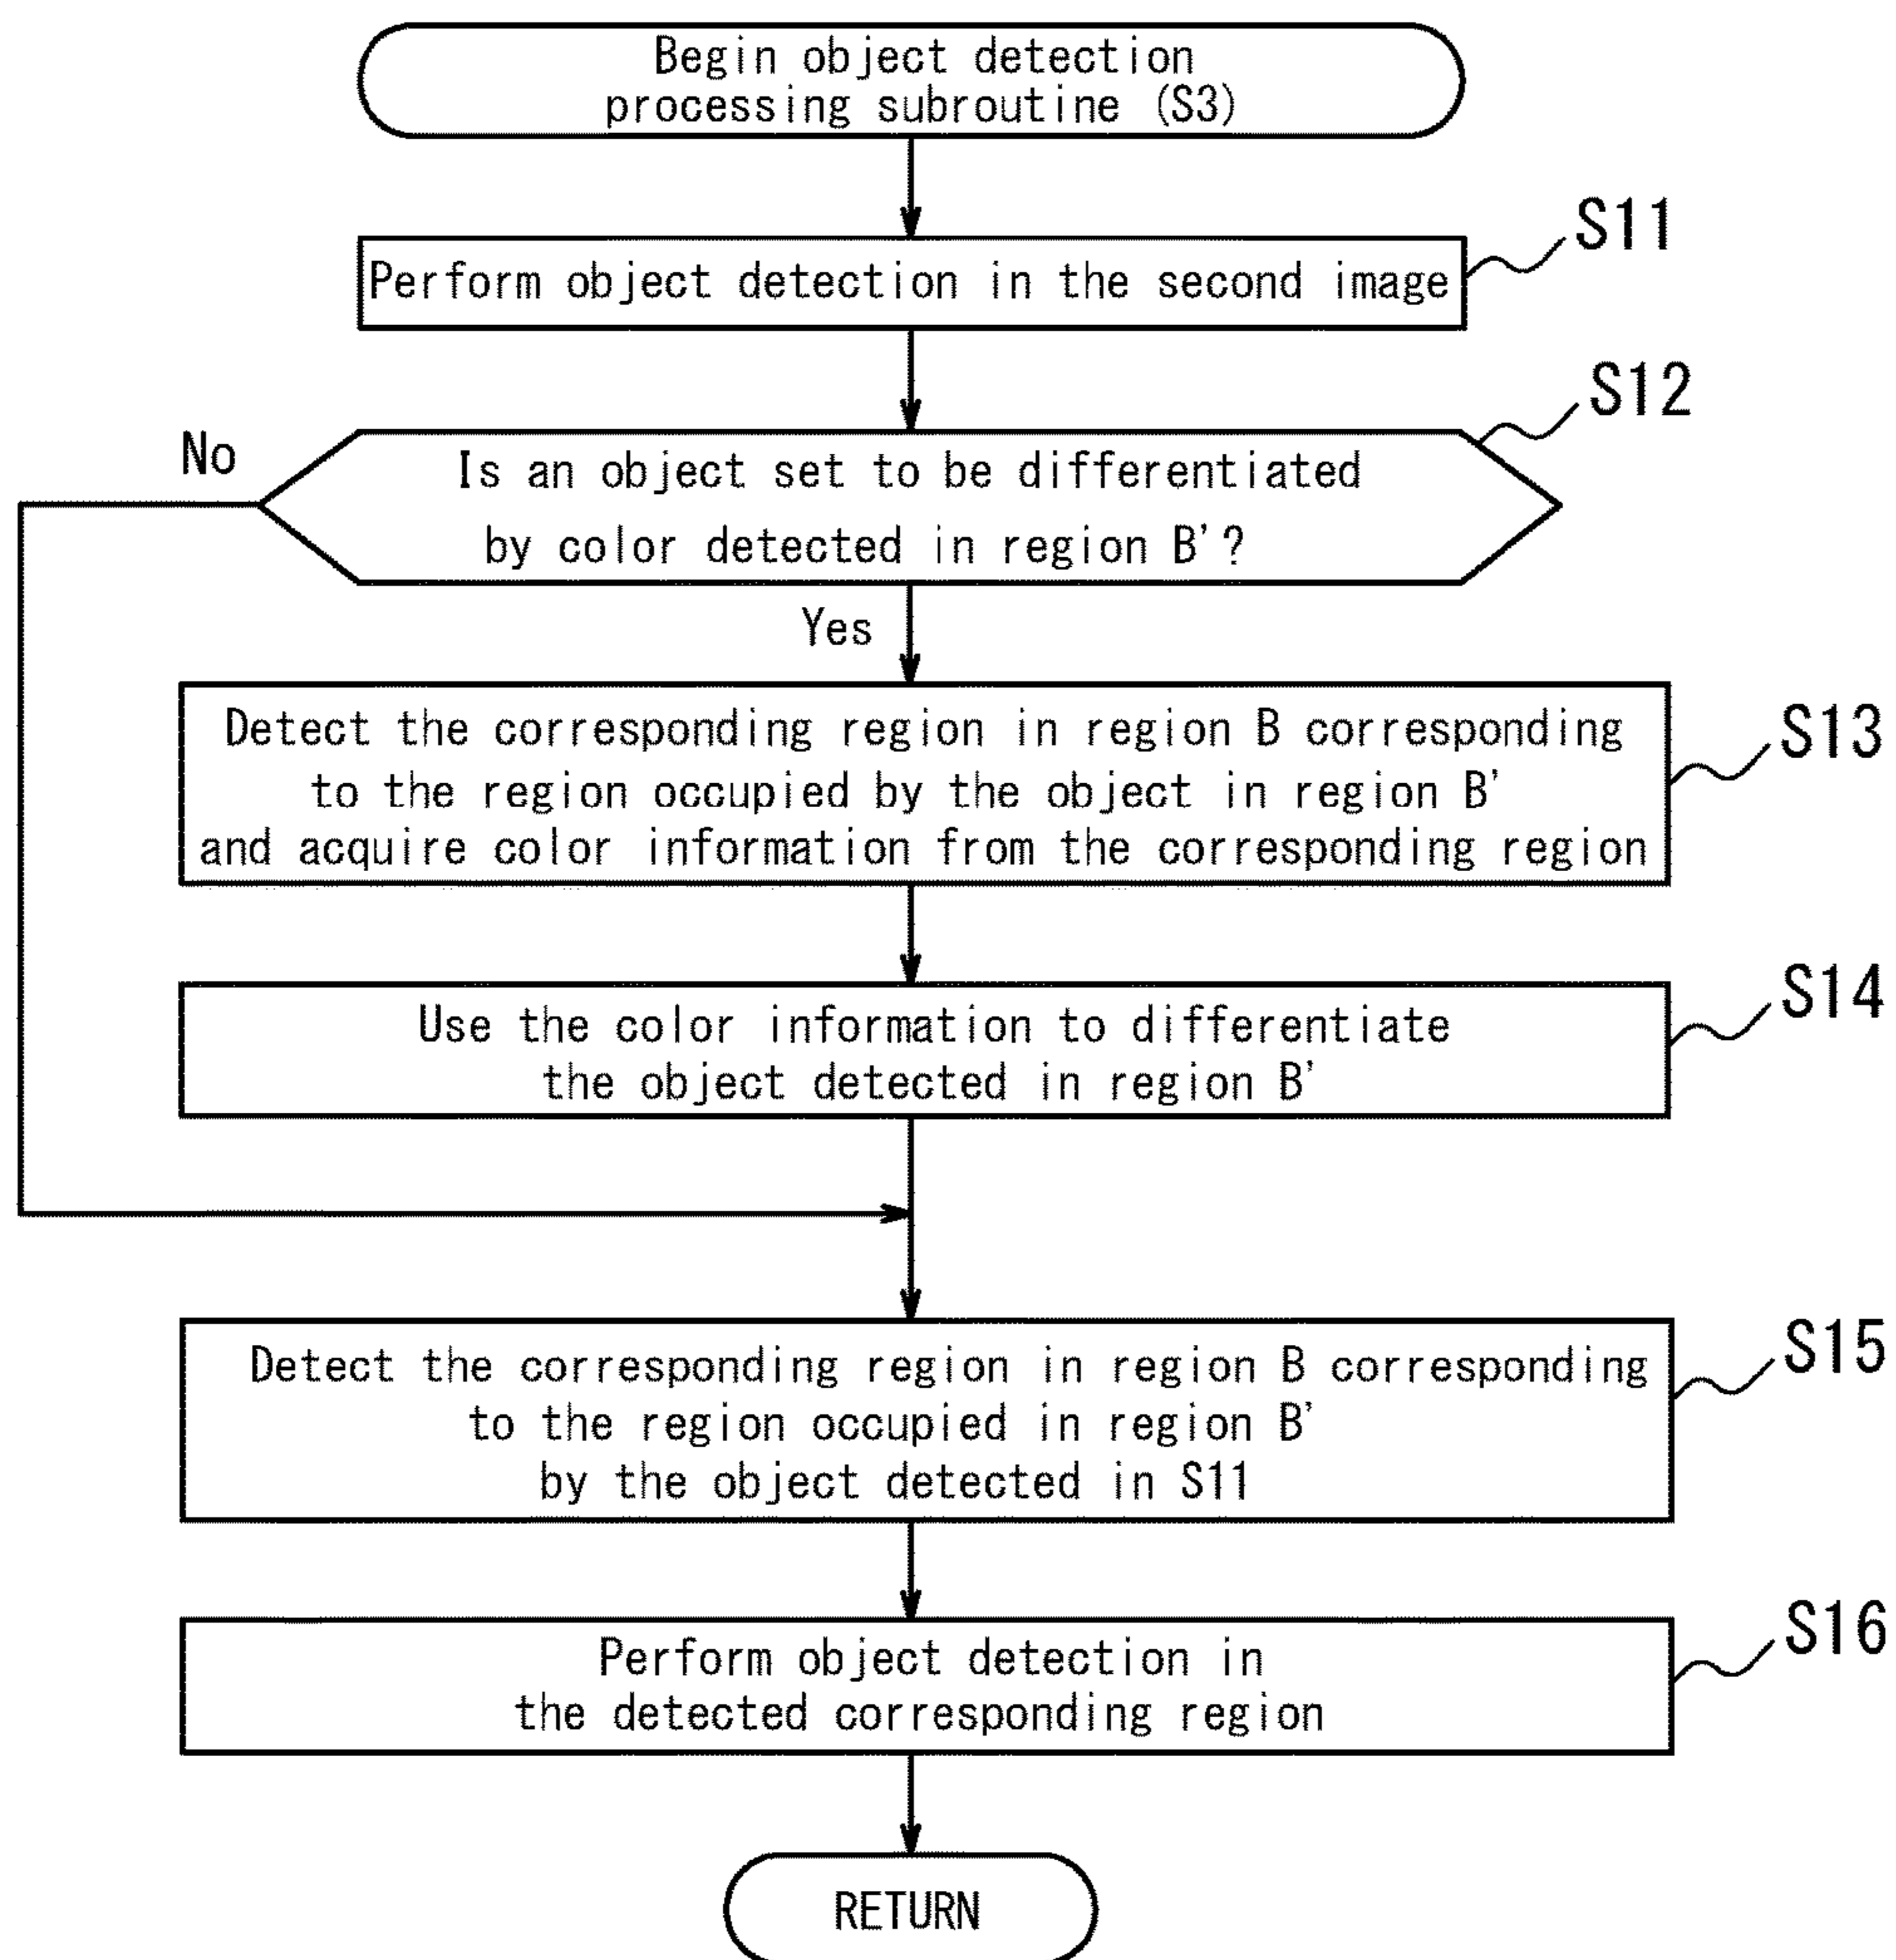 Begin object detection
processing subroutine (S3)
S11
Perform object detection in the second image
S12
No
Is an object set to be differentiated
by color detected in region B'?
Yes
S13
Detect the corresponding region in region B corresponding
to the region occupied by the object in region B'
and acquire color information from the corresponding region
S14
Use the color information to differentiate
the object detected in region B'
S15
Detect the corresponding region in region B corresponding
to the region occupied in region B'
by the object detected in S11
S16
Perform object detection in
the detected corresponding region
RETURN